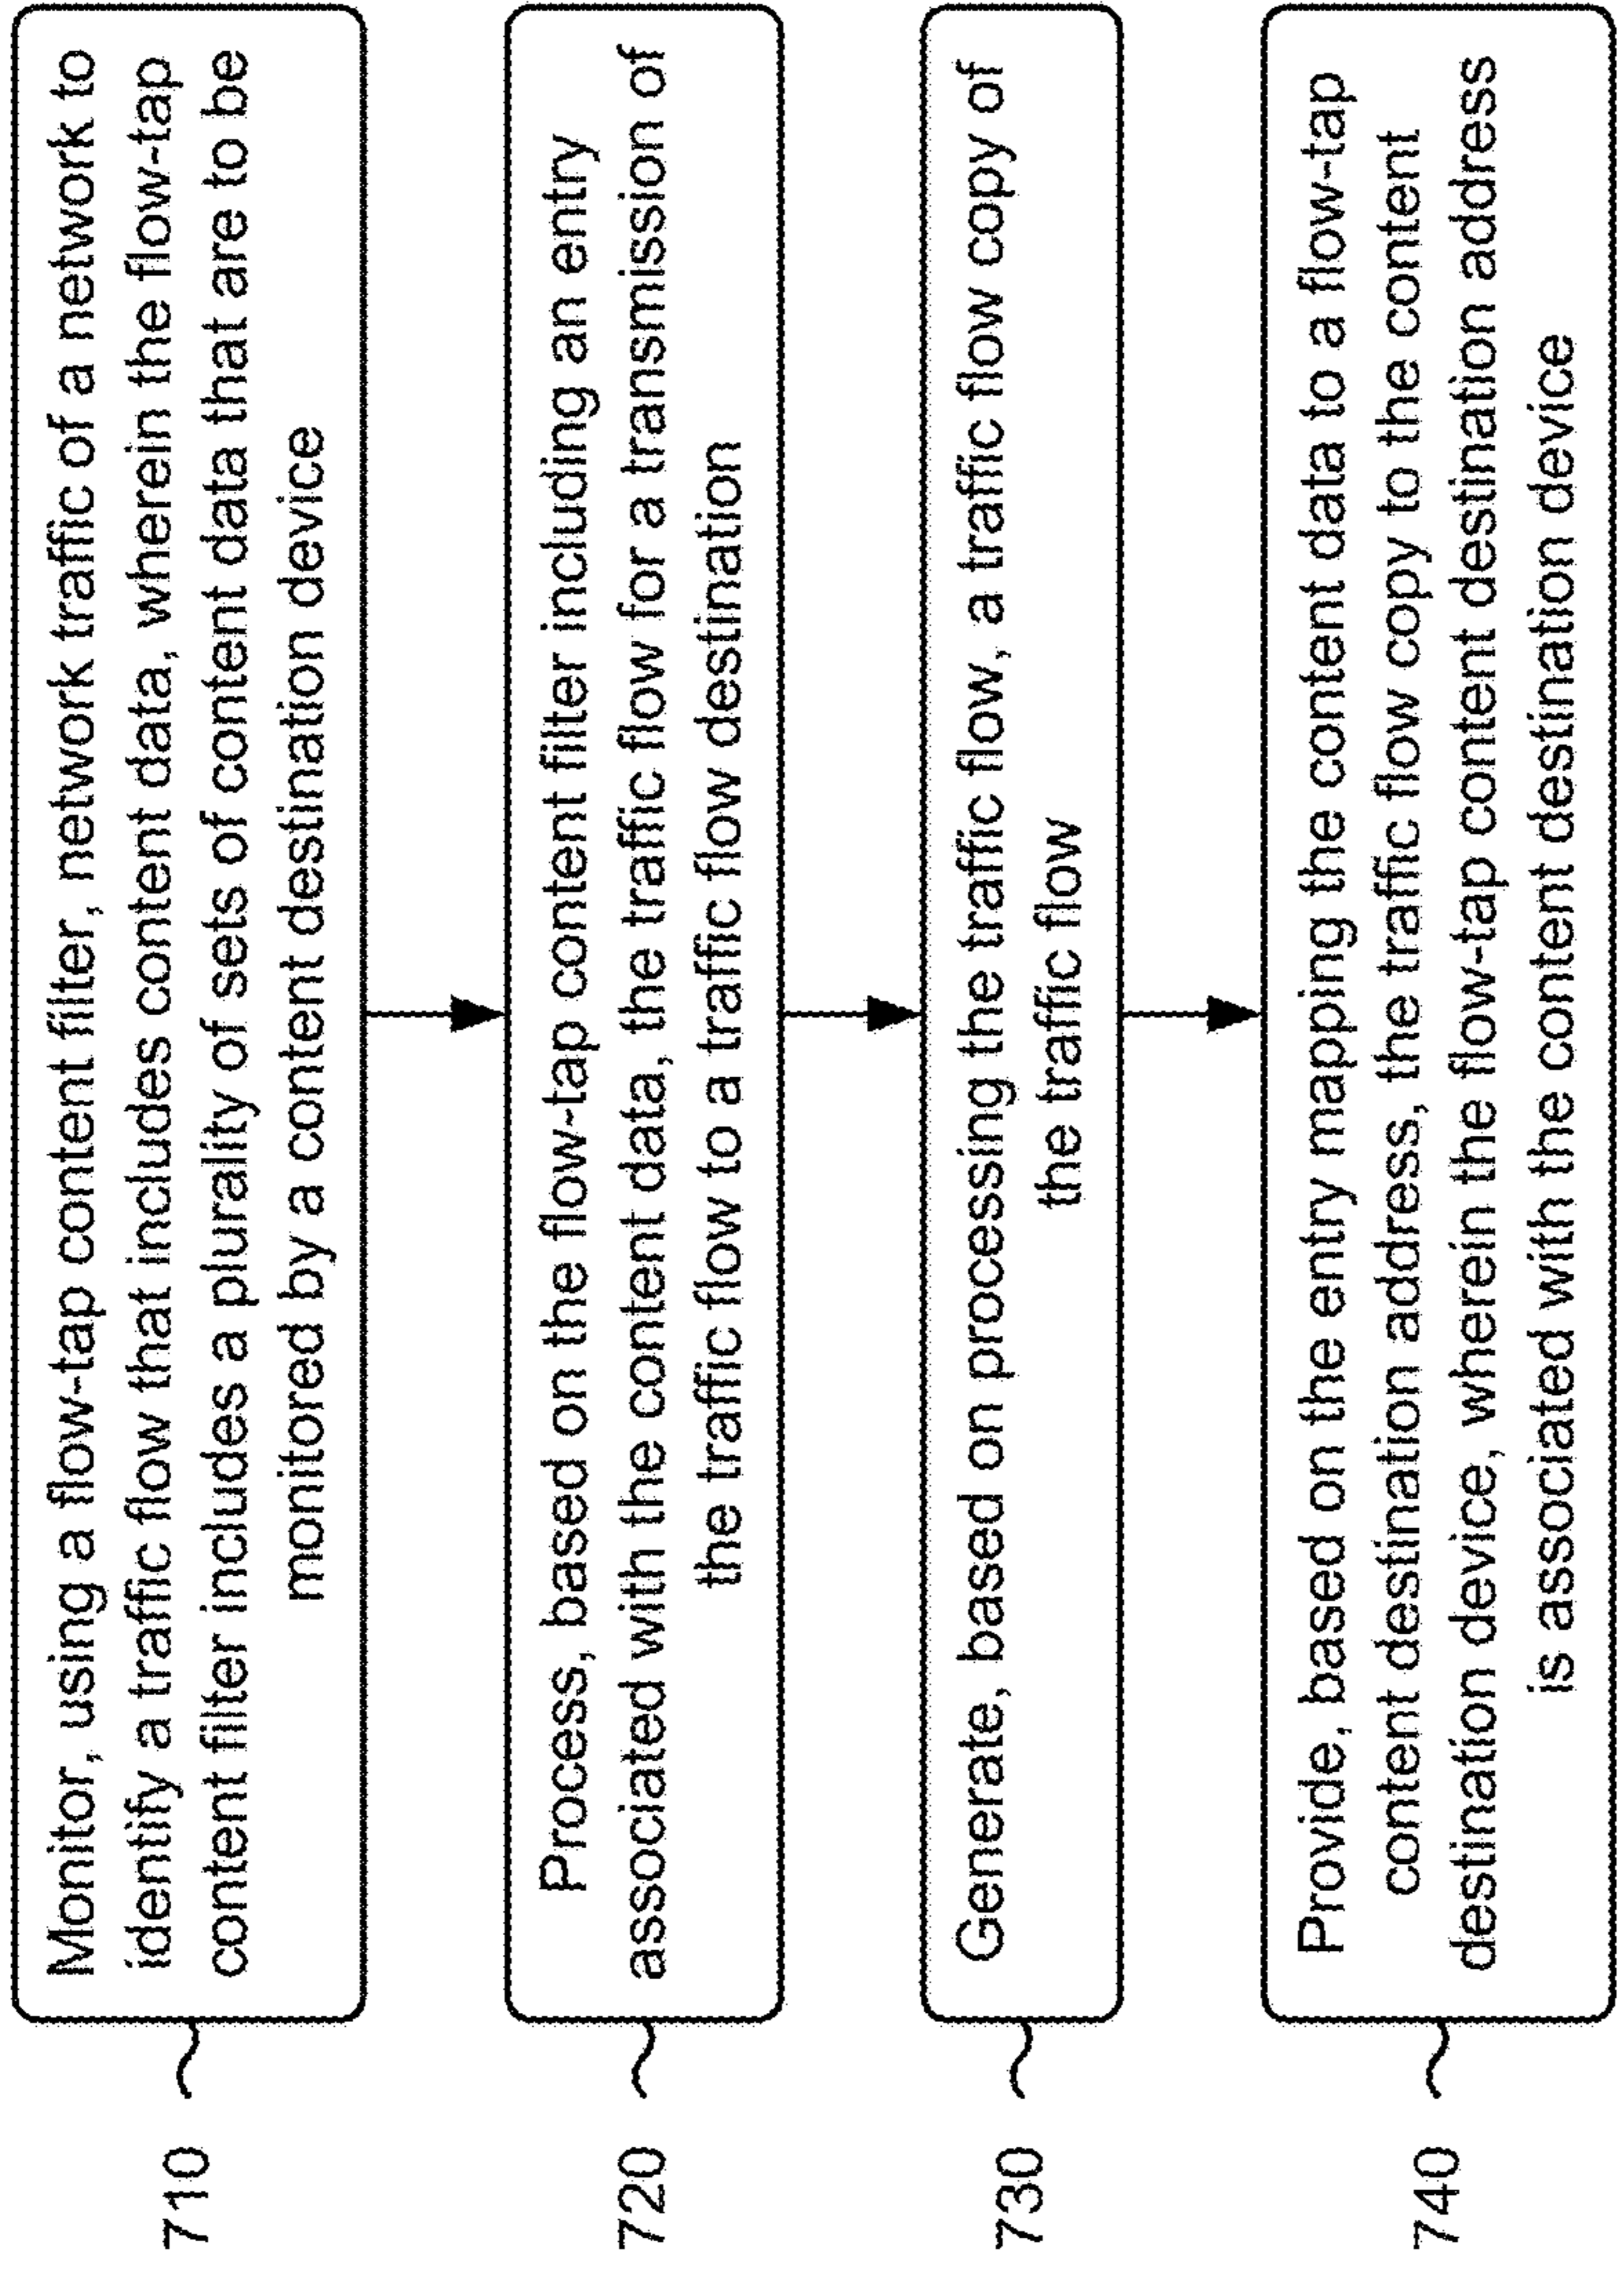 710
Monitor, using a flow-tap content filter, network traffic of a network to
identify a traffic flow that includes content data, wherein the flow-tap
content filter includes a plurality of sets of content data that are to be
monitored by a content destination device
720
Process, based on the flow-tap content filter including an entry
associated with the content data, the traffic flow for a transmission of
the traffic flow to a traffic flow destination
730
Generate, based on processing the traffic flow, a traffic flow copy of
the traffic flow
740
Provide, based on the entry mapping the content data to a flow-tap
content destination address, the traffic flow copy to the content
destination device, wherein the flow-tap content destination address
is associated with the content destination device